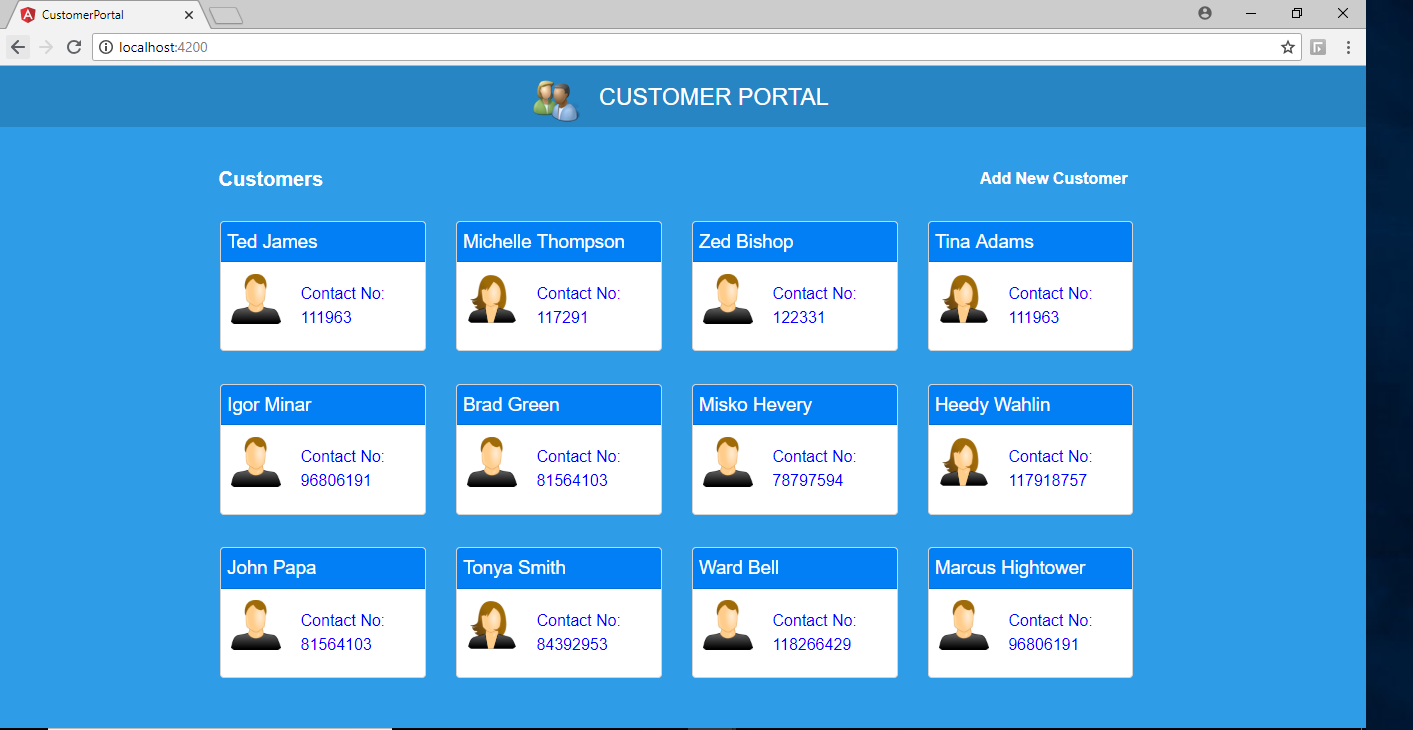 CustomerPortal
localhost:4200
CUSTOMER PORTAL
Customers
Add New Customer
Ted James
Contact No:
111963
Michelle Thompson
Contact No:
117291
Zed Bishop
Contact No:
122331
Tina Adams
Contact No:
111963
Igor Minar
Contact No:
96806191
Brad Green
Contact No:
81564103
Misko Hevery
Contact No:
78797594
Heedy Wahlin
Contact No:
117918757
John Papa
Contact No:
81564103
Tonya Smith
Contact No:
84392953
Ward Bell
Contact No:
118266429
Marcus Hightower
Contact No:
96806191